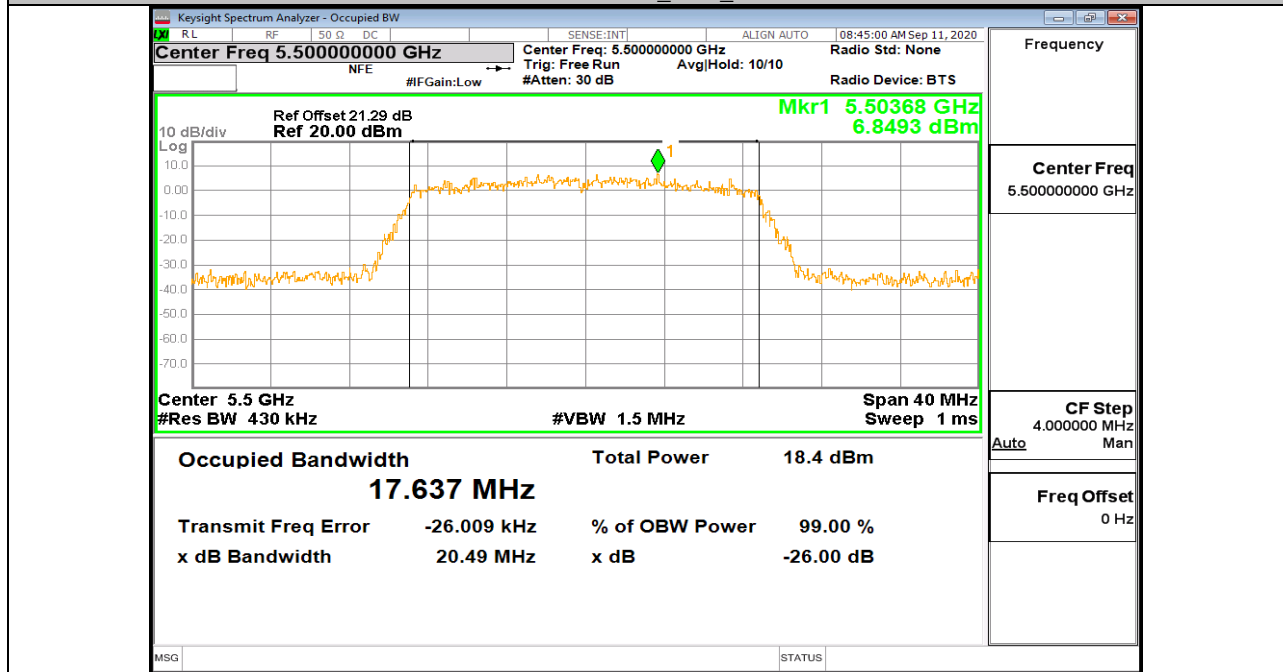 Keysight Spectrum Analyzer - Occupied BW
LXI RL RF 50 Ω DC SENSE:INT ALIGN AUTO 08:45:00 AM Sep 11, 2020
Center Freq 5.500000000 GHz
NFE
#IFGain:Low
Center Freq: 5.500000000 GHz
Trig: Free Run Avg|Hold: 10/10
#Atten: 30 dB
Radio Std: None
Radio Device: BTS
Frequency
Mkr1 5.50368 GHz
6.8493 dBm
Ref Offset 21.29 dB
10 dB/div Ref 20.00 dBm
Log
10.0
0.00
-10.0
-20.0
-30.0
-40.0
-50.0
-60.0
-70.0
1
Center 5.5 GHz Span 40 MHz
#Res BW 430 kHz #VBW 1.5 MHz Sweep 1 ms
Center Freq
5.500000000 GHz
CF Step
4.000000 MHz
Auto Man
Freq Offset
0 Hz
Occupied Bandwidth Total Power 18.4 dBm
17.637 MHz
Transmit Freq Error -26.009 kHz % of OBW Power 99.00 %
x dB Bandwidth 20.49 MHz x dB -26.00 dB
MSG STATUS